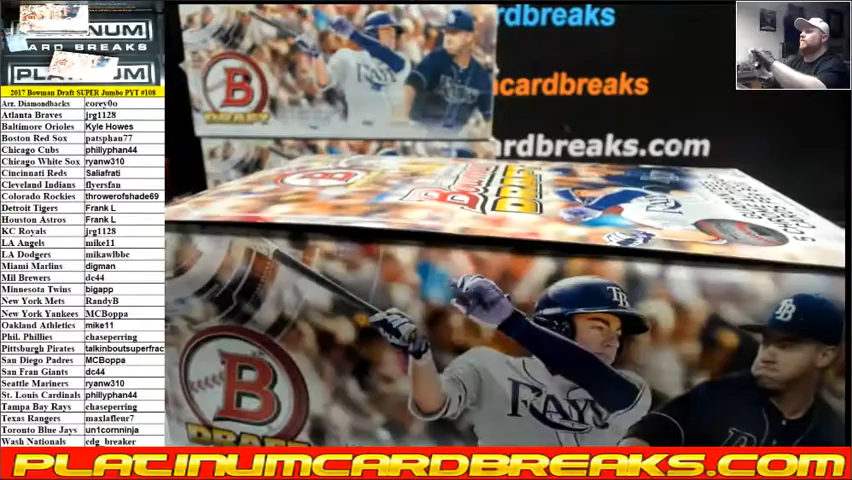 PLATINUM
CARD BREAKS
PLATINUM
2017 Bowman Draft SUPER Jumbo PYT #108
Arz. Diamondbacks corey0o
Atlanta Braves jrg1128
Baltimore Orioles Kyle Howes
Boston Red Sox patsphan77
Chicago Cubs phillyphan44
Chicago White Sox ryanw310
Cincinnati Reds Saliafrati
Cleveland Indians flyersfan
Colorado Rockies throwerofshade69
Detroit Tigers Frank L
Houston Astros Frank L
KC Royals jrg1128
LA Angels mike11
LA Dodgers mikawlbbc
Miami Marlins digman
Mil Brewers dc44
Minnesota Twins bigapp
New York Mets RandyB
New York Yankees MCBoppa
Oakland Athletics mike11
Phil. Phillies chaseperring
Pittsburgh Pirates talkinboutsuperfrac
San Diego Padres MCBoppa
San Fran Giants dc44
Seattle Mariners ryanw310
St. Louis Cardinals phillyphan44
Tampa Bay Rays chaseperring
Texas Rangers maxlafleur7
Toronto Blue Jays un1cornninja
Wash Nationals cdg_breaker
rdbreaks
ncardbreaks
rdbreaks.com
B
DRAFT
RAYS
Bowman
DRAFT
B
DRAFT
TB
RAYS
TB
PLATINUMCARDBREAKS.COM